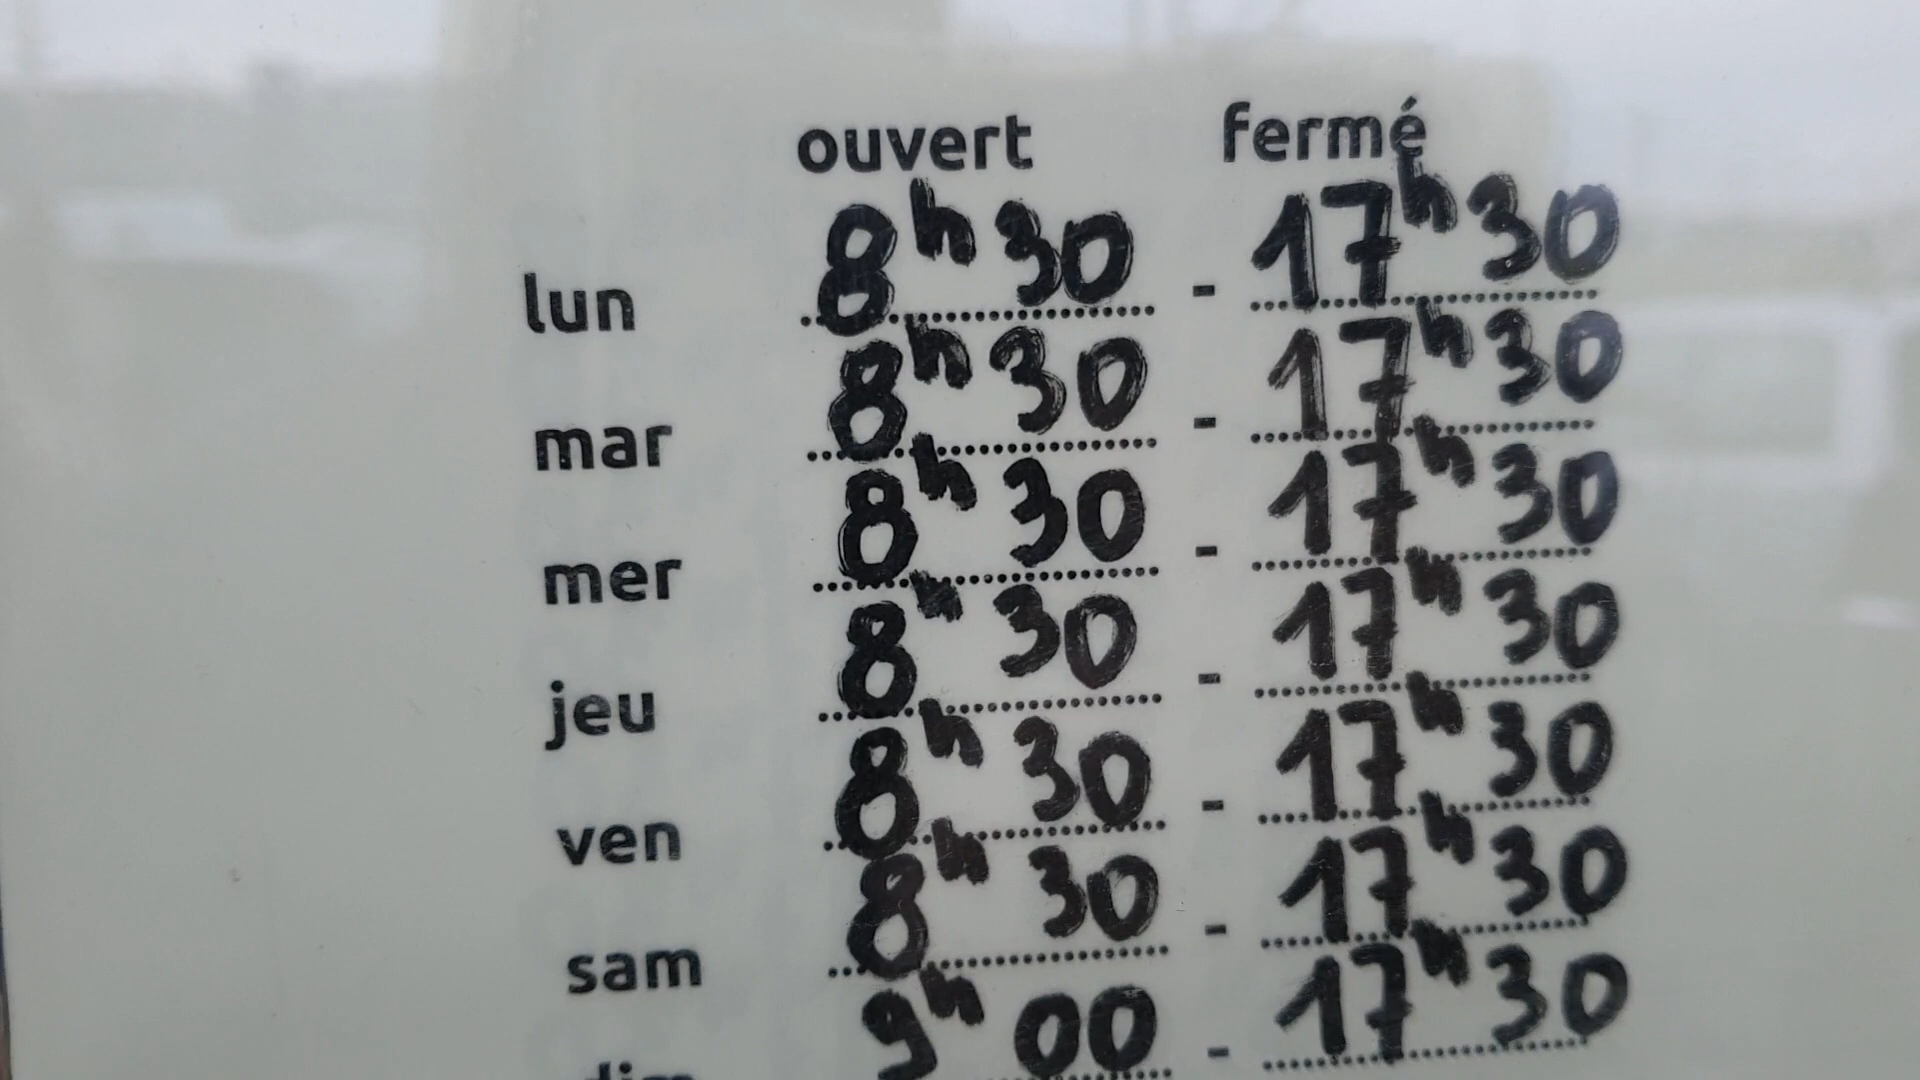 ouvert fermé
lun 8h30 - 17h30
mar 8h30 - 17h30
mer 8h30 - 17h30
jeu 8h30 - 17h30
ven 8h30 - 17h30
sam 8h30 - 17h30
dim 9h00 - 17h30